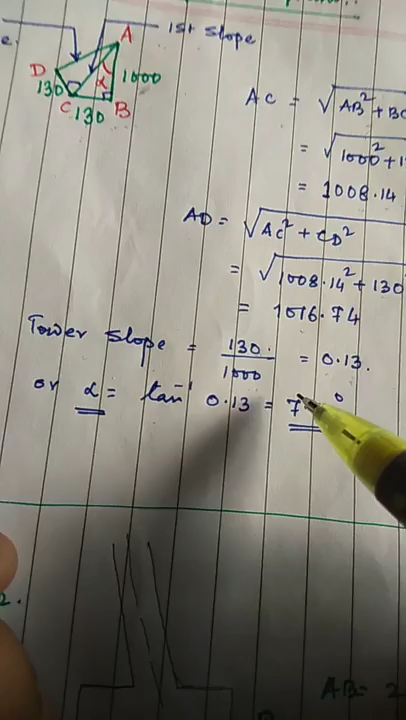 e.
1st slope
A
D
1000
α
130
C
130
B
AC = √AB² + BC
= √1000² + 1
= 1008.14
AD = √AC² + CD²
= √1008.14² + 130
= 1016.74
Tower slope = 130 / 1000 = 0.13.
or α = tan⁻¹ 0.13 = 7
2.
AB = 2